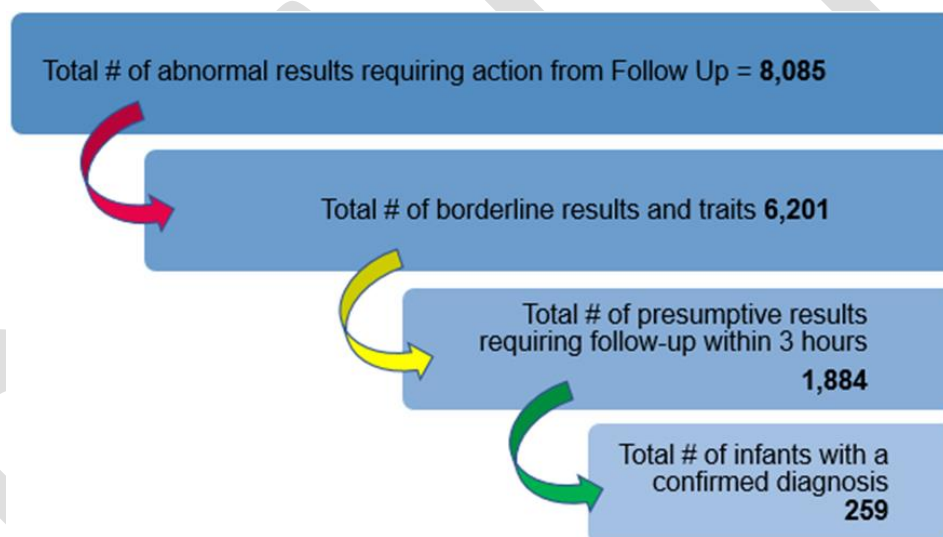 Total # of abnormal results requiring action from Follow Up = 8,085
Total # of borderline results and traits 6,201
Total # of presumptive results
requiring follow-up within 3 hours
1,884
Total # of infants with a
confirmed diagnosis
259